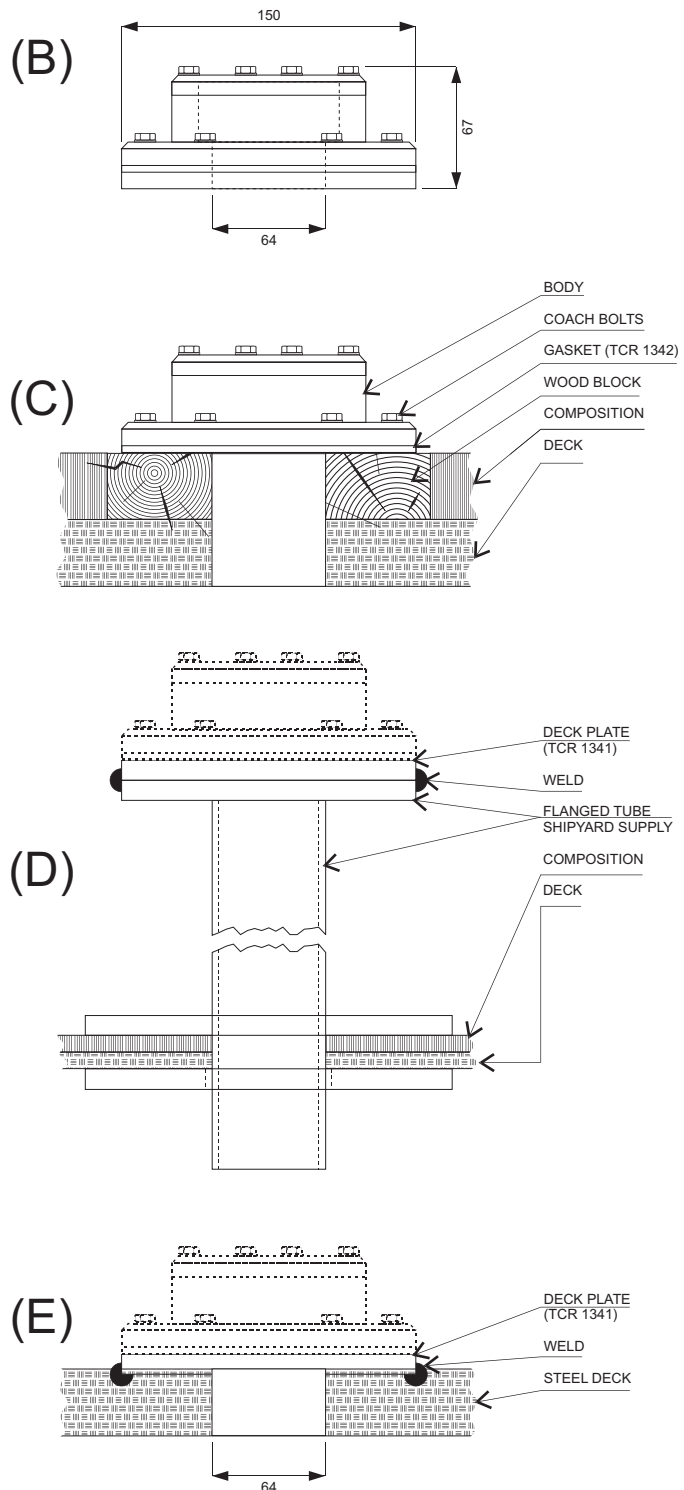 150
(B)
67
64
BODY
COACH BOLTS
GASKET (TCR 1342)
WOOD BLOCK
(C)
COMPOSITION
DECK
DECK PLATE
(TCR 1341)
WELD
FLANGED TUBE
SHIPYARD SUPPLY
(D)
COMPOSITION
DECK
(E)
DECK PLATE
(TCR 1341)
WELD
STEEL DECK
64